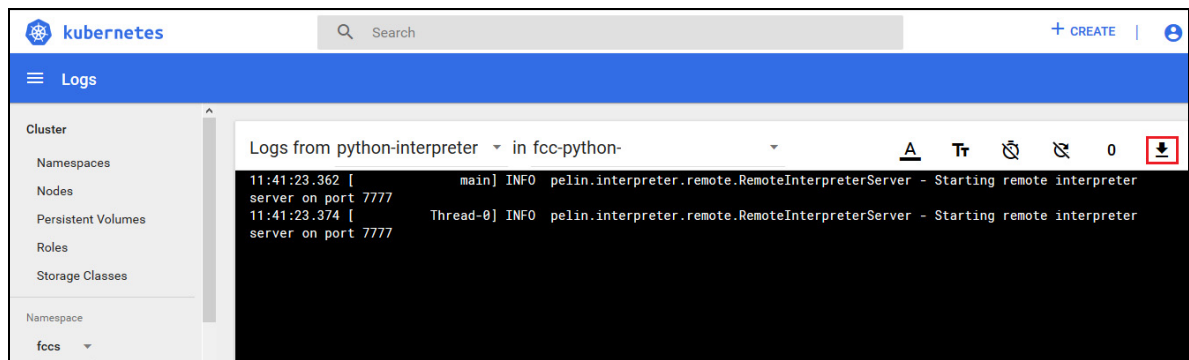 kubernetes
Search
+ CREATE |
Logs
Cluster
Namespaces
Nodes
Persistent Volumes
Roles
Storage Classes
Namespace
fccs
Logs from python-interpreter in fcc-python-
A Tт 0
11:41:23.362 [ main] INFO pelin.interpreter.remote.RemoteInterpreterServer - Starting remote interpreter
server on port 7777
11:41:23.374 [ Thread-0] INFO pelin.interpreter.remote.RemoteInterpreterServer - Starting remote interpreter
server on port 7777